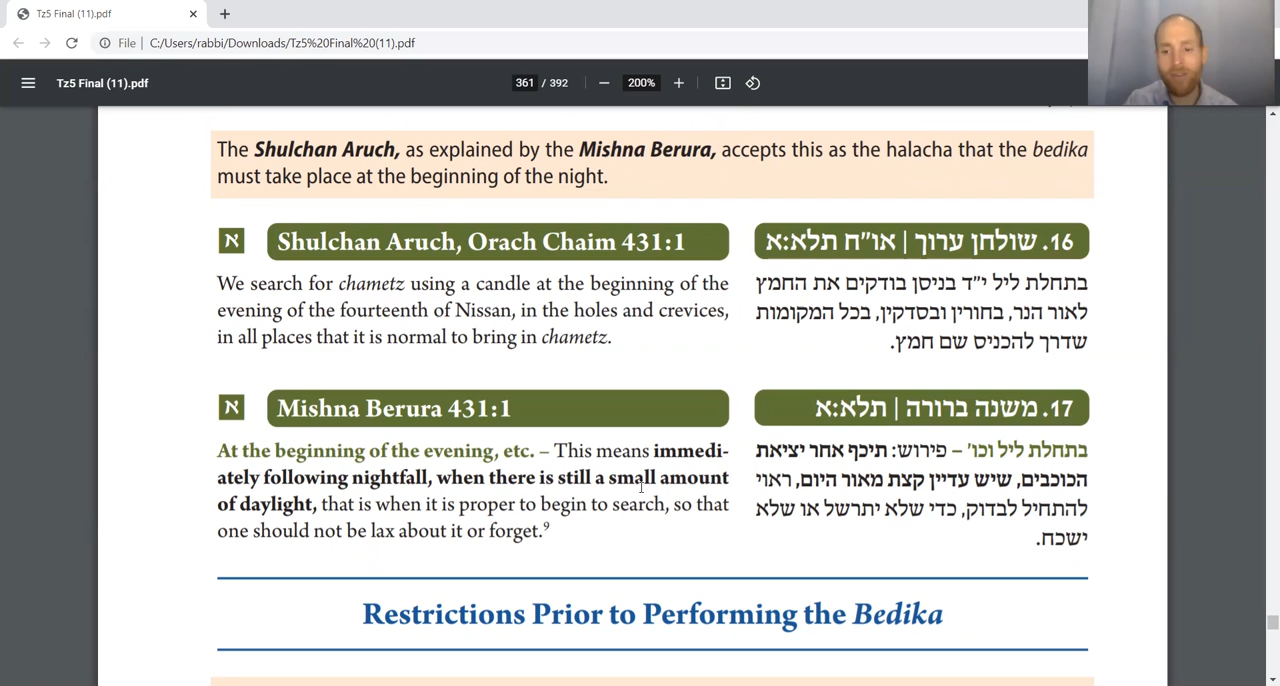 Tz5 Final (11).pdf
File | C:/Users/rabbi/Downloads/Tz5%20Final%20(11).pdf
Tz5 Final (11).pdf
361 / 392
200%
The Shulchan Aruch, as explained by the Mishna Berura, accepts this as the halacha that the bedika
must take place at the beginning of the night.
א
Shulchan Aruch, Orach Chaim 431:1
We search for chametz using a candle at the beginning of the
evening of the fourteenth of Nissan, in the holes and crevices,
in all places that it is normal to bring in chametz.
16. שולחן ערוך | או"ח תלא:א
בתחלת ליל י"ד בניסן בודקים את החמץ
לאור הנר, בחורין ובסדקין, בכל המקומות
שדרך להכניס שם חמץ.
א
Mishna Berura 431:1
At the beginning of the evening, etc. – This means immedi-
ately following nightfall, when there is still a small amount
of daylight, that is when it is proper to begin to search, so that
one should not be lax about it or forget.9
17. משנה ברורה | תלא:א
בתחלת ליל וכו' – פירוש: תיכף אחר יציאת
הכוכבים, שיש עדיין קצת מאור היום, ראוי
להתחיל לבדוק, כדי שלא יתרשל או שלא
ישכח.
Restrictions Prior to Performing the Bedika